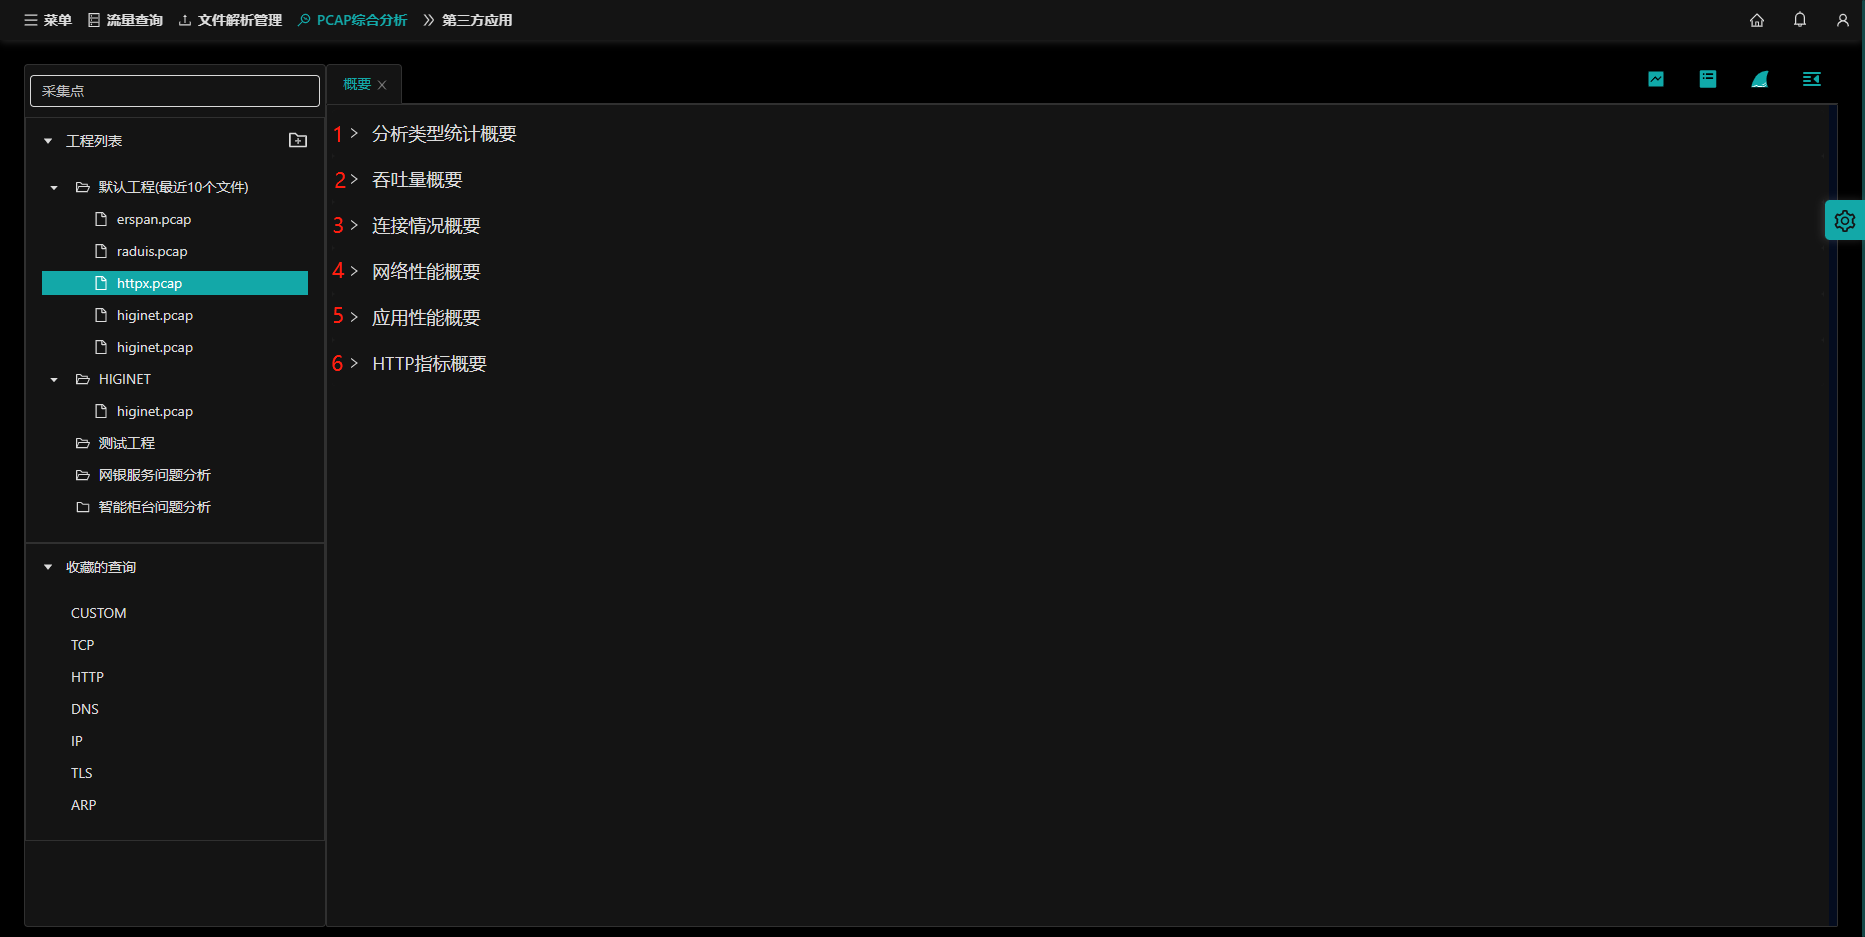 菜单 流量查询 文件解析管理 PCAP综合分析 第三方应用
采集点
工程列表
默认工程(最近10个文件)
erspan.pcap
raduis.pcap
httpx.pcap
higinet.pcap
higinet.pcap
HIGINET
higinet.pcap
测试工程
网银服务问题分析
智能柜台问题分析
收藏的查询
CUSTOM
TCP
HTTP
DNS
IP
TLS
ARP
概要
1 > 分析类型统计概要
2 > 吞吐量概要
3 > 连接情况概要
4 > 网络性能概要
5 > 应用性能概要
6 > HTTP指标概要